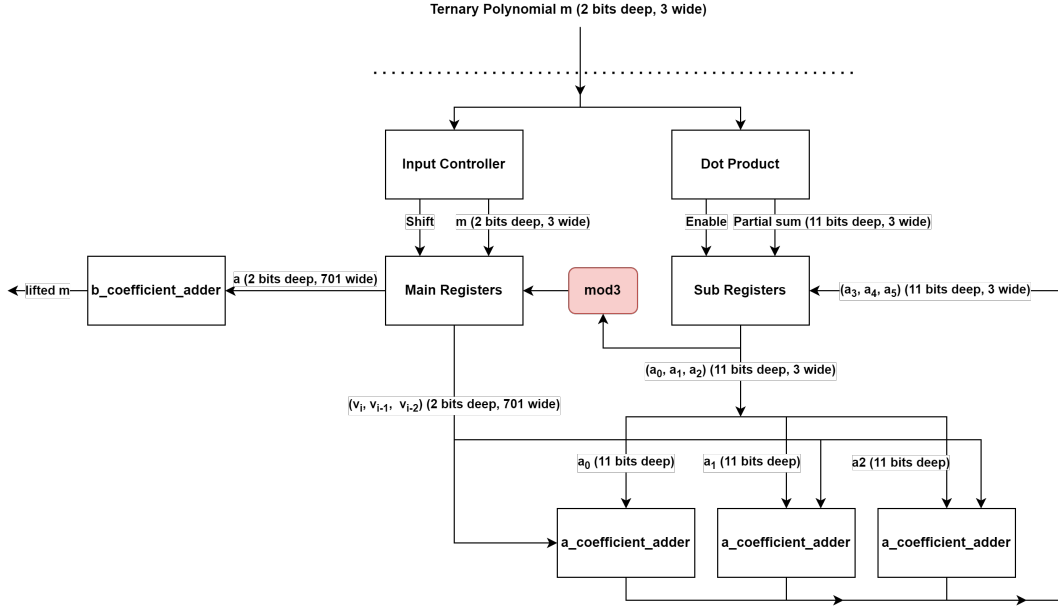 Ternary Polynomial m (2 bits deep, 3 wide)
Input Controller
Dot Product
Shift
m (2 bits deep, 3 wide)
Enable
Partial sum (11 bits deep, 3 wide)
lifted m
b_coefficient_adder
a (2 bits deep, 701 wide)
Main Registers
mod3
Sub Registers
(a3, a4, a5) (11 bits deep, 3 wide)
(a0, a1, a2) (11 bits deep, 3 wide)
(vi, vi-1, vi-2) (2 bits deep, 701 wide)
a0 (11 bits deep)
a1 (11 bits deep)
a2 (11 bits deep)
a_coefficient_adder
a_coefficient_adder
a_coefficient_adder